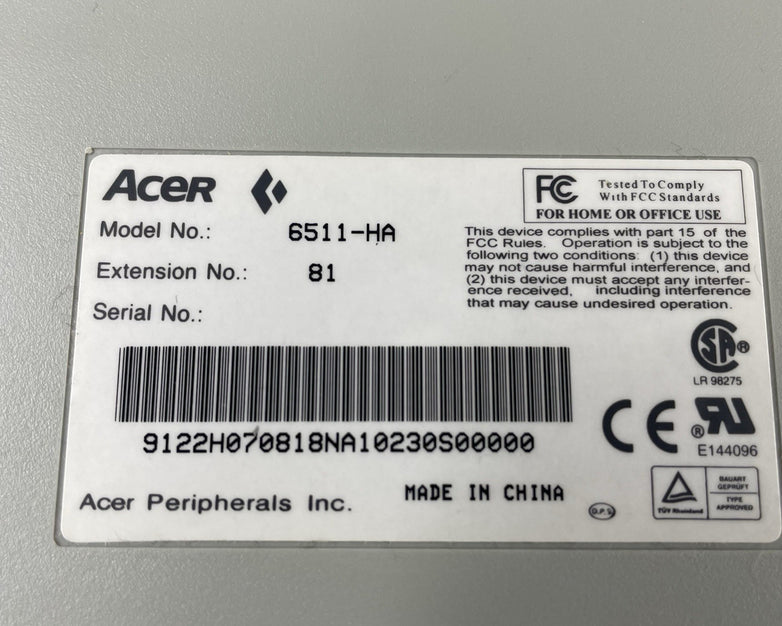 ACER
Model No.: 6511-HA
Extension No.: 81
Serial No.:
9122H070818NA10230S00000
Acer Peripherals Inc. MADE IN CHINA
FC Tested To Comply
With FCC Standards
FOR HOME OR OFFICE USE
This device complies with part 15 of the
FCC Rules. Operation is subject to the
following two conditions: (1) this device
may not cause harmful interference, and
(2) this device must accept any interfer-
ence received, including interference
that may cause undesired operation.
SA®
LR 98275
CE
®RU
E144096
O.P.S.
TÜV Rheinland
BAUART
GEPRÜFT
TYPE
APPROVED